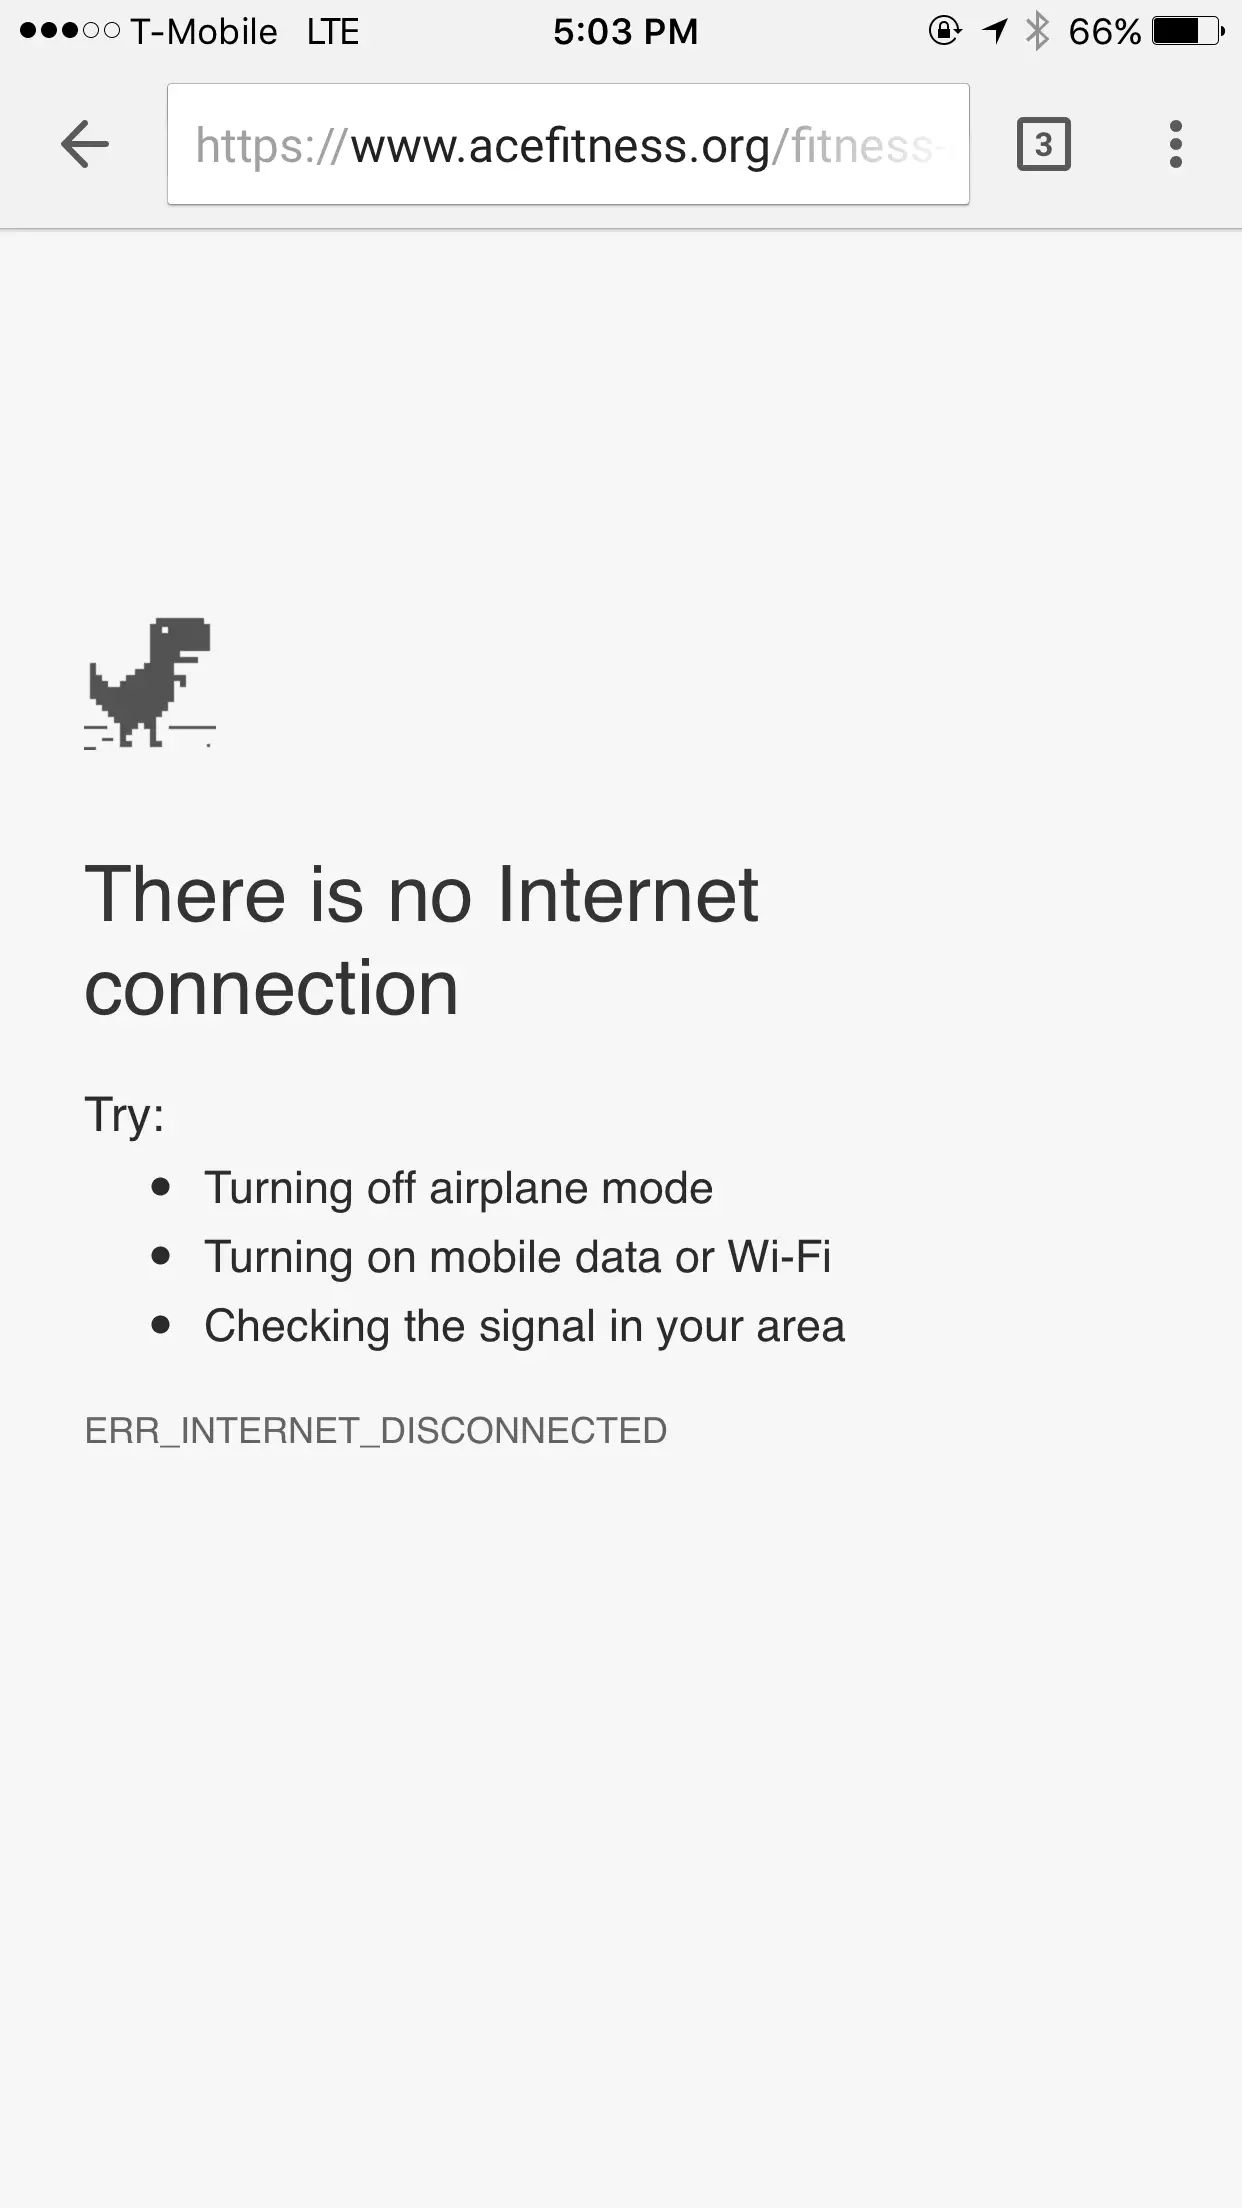 T-Mobile LTE 5:03 PM 66%
https://www.acefitness.org/fitness- 3
There is no Internet
connection
Try:
• Turning off airplane mode
• Turning on mobile data or Wi-Fi
• Checking the signal in your area
ERR_INTERNET_DISCONNECTED